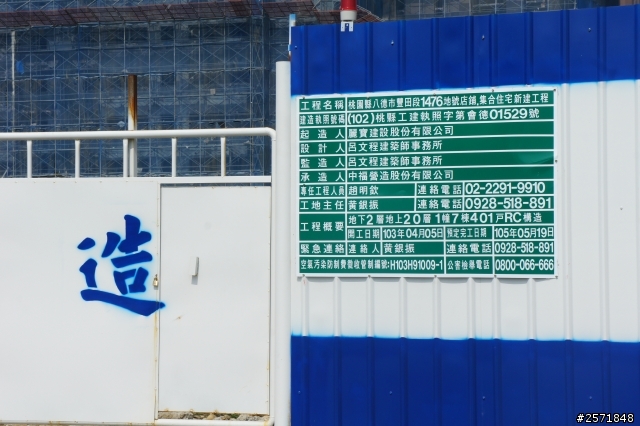 造
工程名稱 桃園縣八德市豐田段1476地號店舖,集合住宅新建工程
建造執照號碼 (102)桃縣工建執照字第會德01529號
起造人 麗寶建設股份有限公司
設計人 呂文程建築師事務所
監造人 呂文程建築師事務所
承造人 中福營造股份有限公司
專任工程人員 趙明欽 連絡電話 02-2291-9910
工地主任 黃銀振 連絡電話 0928-518-891
工程概要 地下2層地上20層1幢7棟401戶RC構造
開工日期 103年04月05日 預定完工日期 105年05月19日
緊急連絡 連絡人 黃銀振 連絡電話 0928-518-891
空氣污染防制費徵收管制編號:H103H91009-1 公害檢舉電話 0800-066-666
#2571848